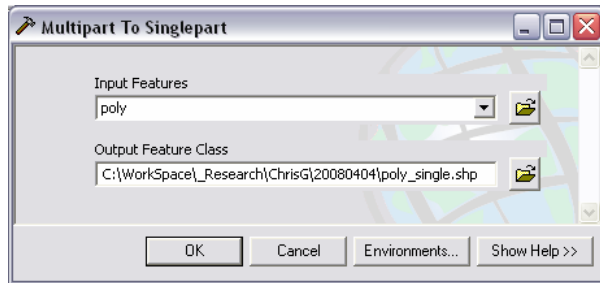 Multipart To Singlepart
Input Features
poly
Output Feature Class
C:\WorkSpace\_Research\ChrisG\20080404\poly_single.shp
OK Cancel Environments... Show Help >>